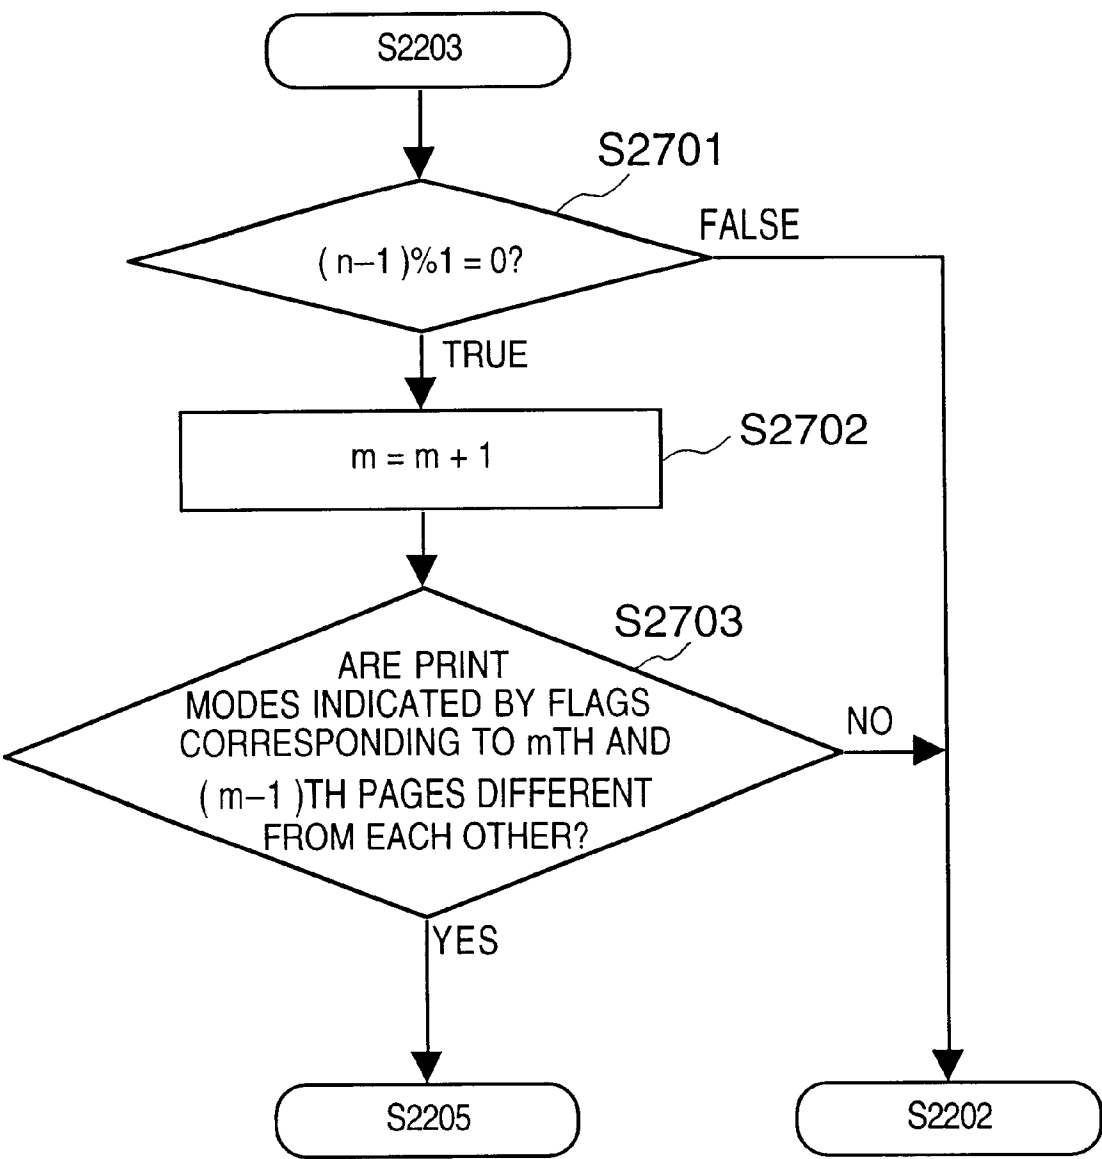 S2203
S2701
FALSE
( n–1 )%1 = 0?
TRUE
S2702
m = m + 1
S2703
ARE PRINT
MODES INDICATED BY FLAGS
CORRESPONDING TO mTH AND
( m–1 )TH PAGES DIFFERENT
FROM EACH OTHER?
NO
YES
S2205
S2202